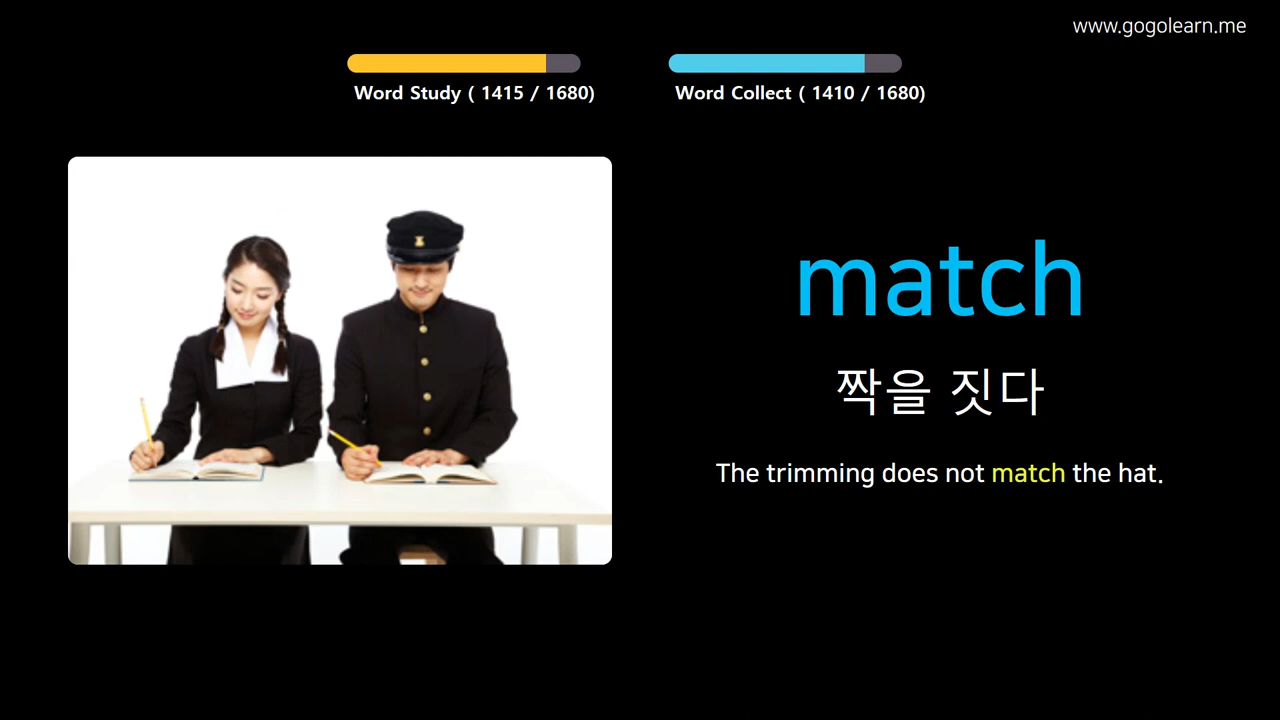 www.gogolearn.me
Word Study ( 1415 / 1680)
Word Collect ( 1410 / 1680)
match
짝을 짓다
The trimming does not match the hat.